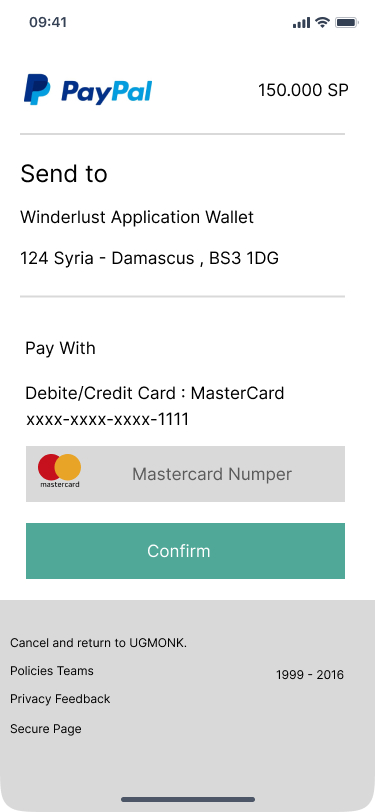 09:41
PayPal
150.000 SP
Send to
Winderlust Application Wallet
124 Syria - Damascus , BS3 1DG
Pay With
Debite/Credit Card : MasterCard
xxxx-xxxx-xxxx-1111
mastercard
Mastercard Numper
Confirm
Cancel and return to UGMONK.
Policies Teams
1999 - 2016
Privacy Feedback
Secure Page